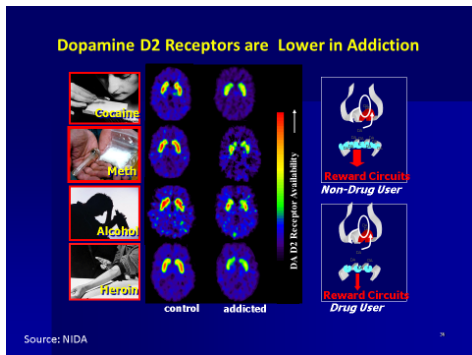 Dopamine D2 Receptors are Lower in Addiction
Cocaine
Meth
Alcohol
Heroin
control addicted
DA D2 Receptor Availability
Reward Circuits
Non-Drug User
Reward Circuits
Drug User
Source: NIDA